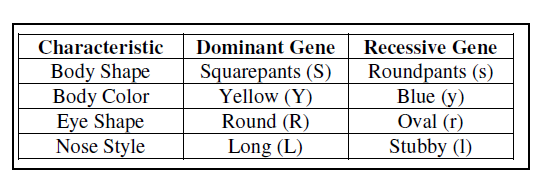 Characteristic Dominant Gene Recessive Gene
Body Shape Squarepants (S) Roundpants (s)
Body Color Yellow (Y) Blue (y)
Eye Shape Round (R) Oval (r)
Nose Style Long (L) Stubby (l)